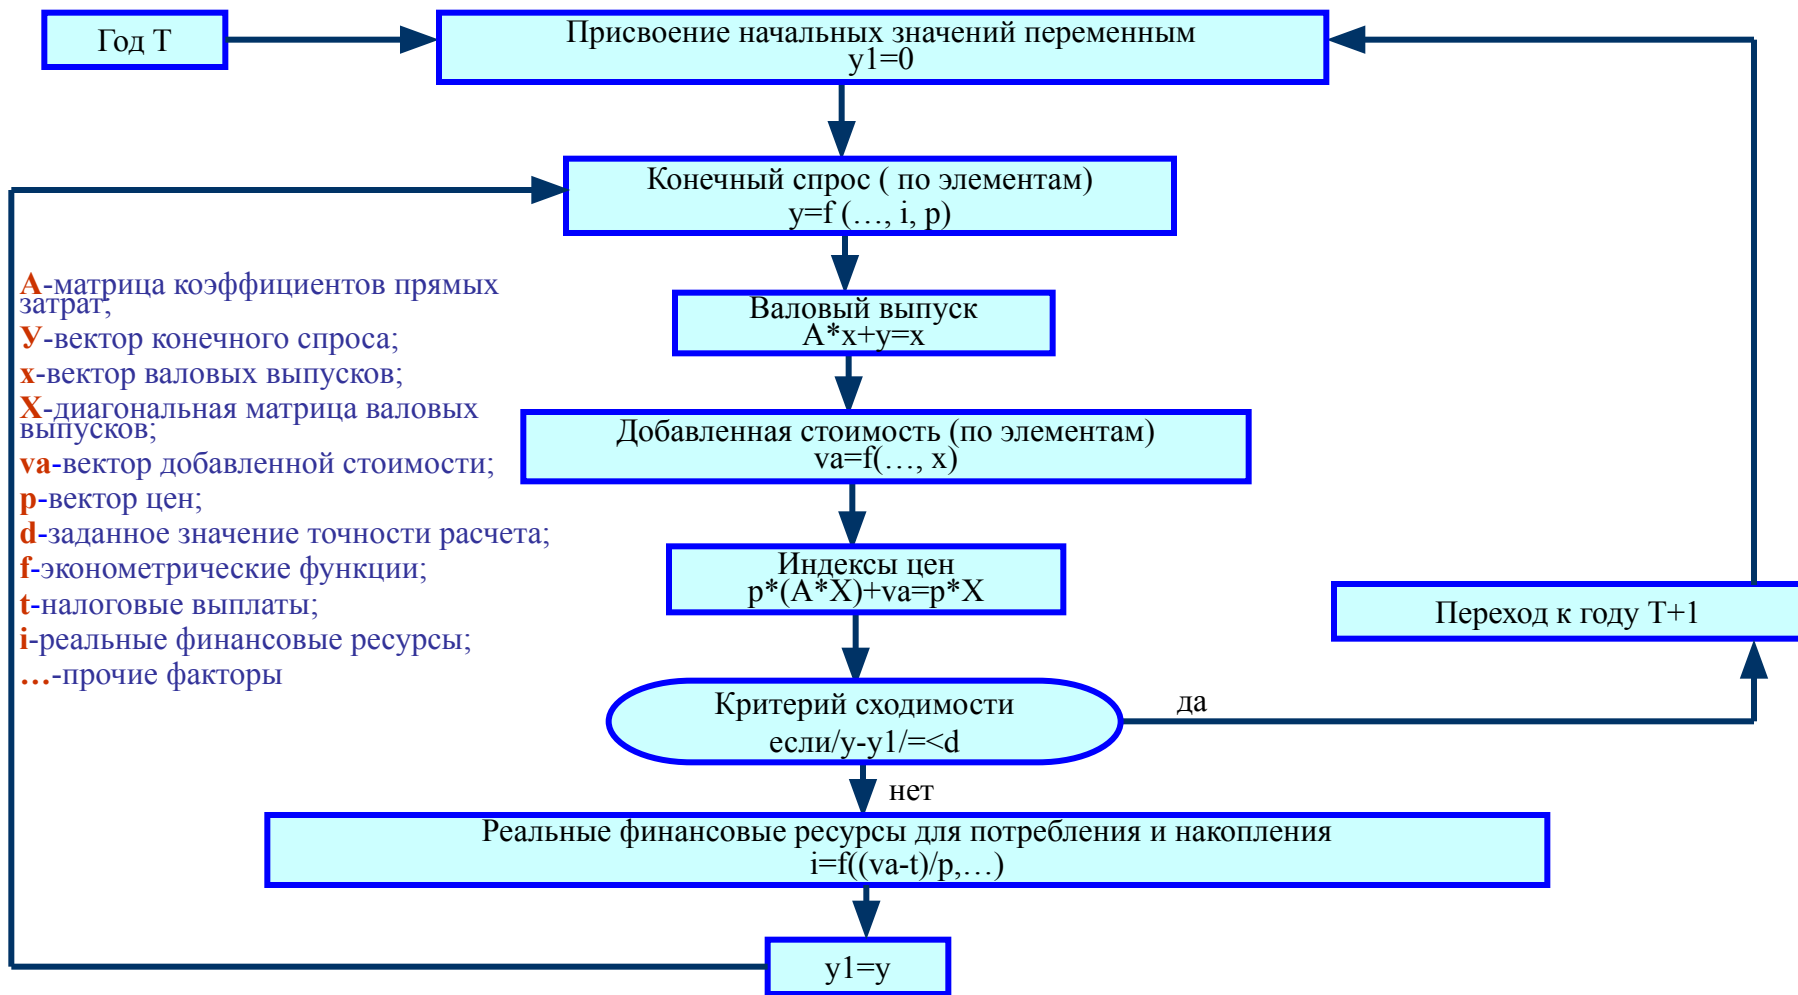 Год Т
Присвоение начальных значений переменным
y1=0
Конечный спрос ( по элементам)
y=f (…, i, p)
Валовый выпуск
A*x+y=x
Добавленная стоимость (по элементам)
va=f(…, x)
Индексы цен
p*(A*X)+va=p*X
Критерий сходимости
если/y-y1/=<d
да
Переход к году T+1
нет
Реальные финансовые ресурсы для потребления и накопления
i=f((va-t)/p,…)
y1=y
А-матрица коэффициентов прямых
затрат;
У-вектор конечного спроса;
х-вектор валовых выпусков;
Х-диагональная матрица валовых
выпусков;
va-вектор добавленной стоимости;
p-вектор цен;
d-заданное значение точности расчета;
f-эконометрические функции;
t-налоговые выплаты;
i-реальные финансовые ресурсы;
…-прочие факторы